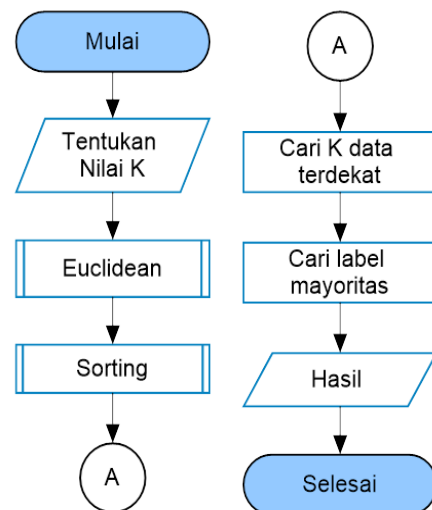 Mulai
Tentukan
Nilai K
Euclidean
Sorting
A
A
Cari K data
terdekat
Cari label
mayoritas
Hasil
Selesai